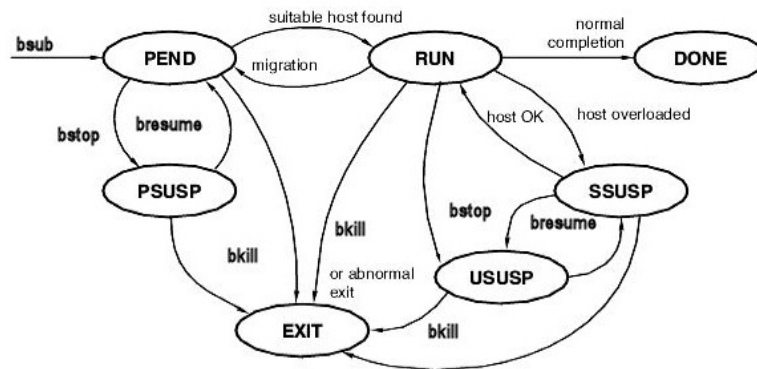 suitable host found
bsub
PEND
migration
RUN
normal
completion
DONE
bstop
bresume
host OK
host overloaded
PSUSP
SSUSP
bkill
bkill
bstop
bresume
or abnormal
exit
USUSP
EXIT
bkill